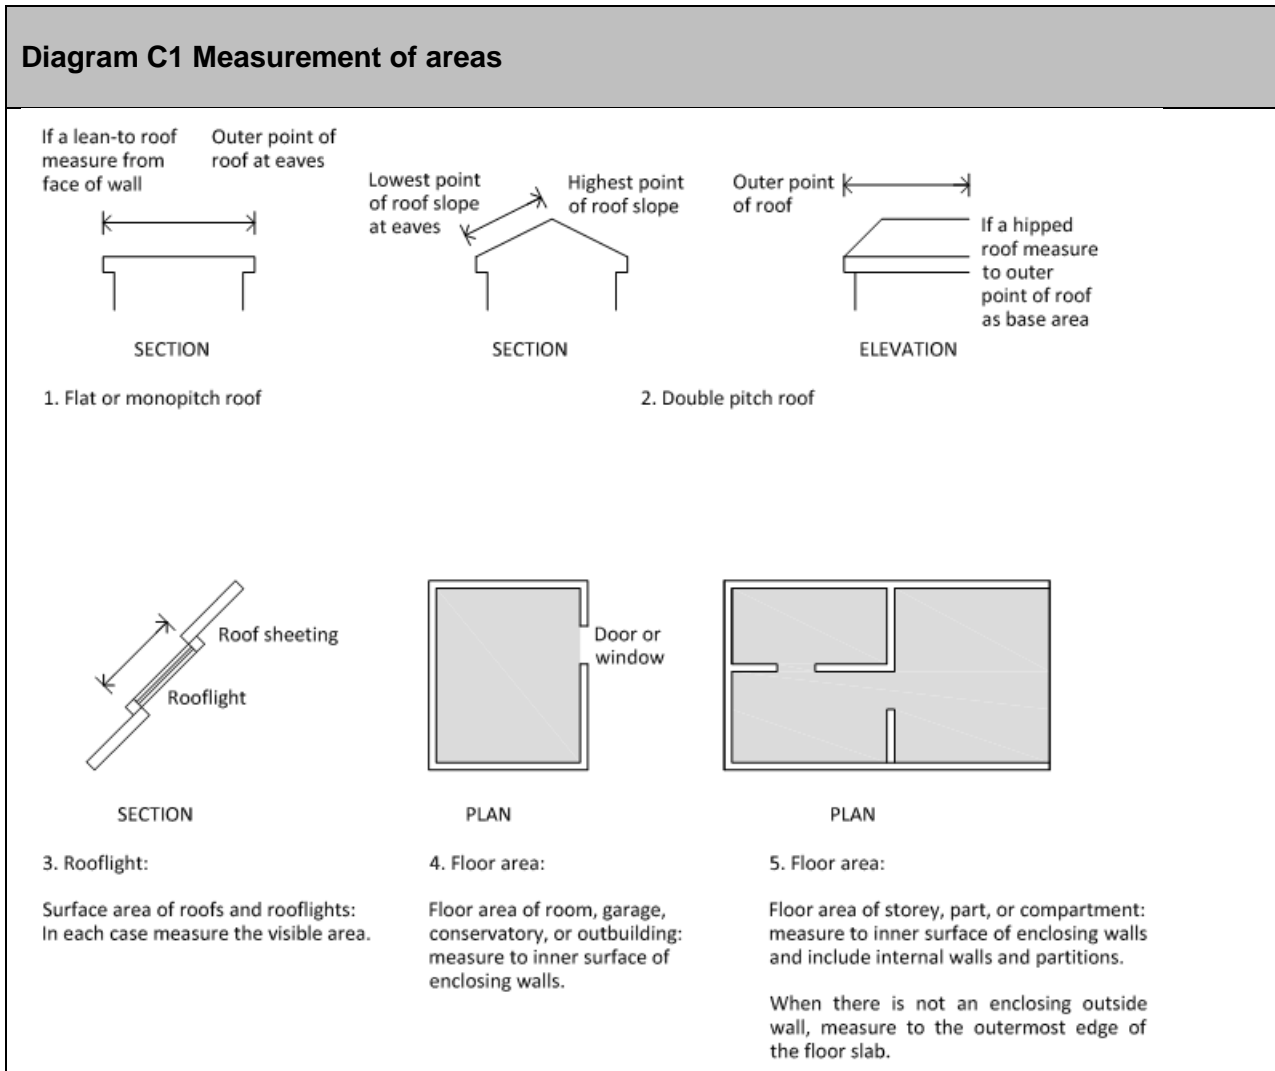 Diagram C1 Measurement of areas
If a lean-to roof
measure from
face of wall
Outer point of
roof at eaves
Lowest point
of roof slope
at eaves
Highest point
of roof slope
Outer point
of roof
If a hipped
roof measure
to outer
point of roof
as base area
SECTION
SECTION
ELEVATION
1. Flat or monopitch roof
2. Double pitch roof
Roof sheeting
Rooflight
Door or
window
SECTION
PLAN
PLAN
3. Rooflight:
Surface area of roofs and rooflights:
In each case measure the visible area.
4. Floor area:
Floor area of room, garage,
conservatory, or outbuilding:
measure to inner surface of
enclosing walls.
5. Floor area:
Floor area of storey, part, or compartment:
measure to inner surface of enclosing walls
and include internal walls and partitions.
When there is not an enclosing outside
wall, measure to the outermost edge of
the floor slab.